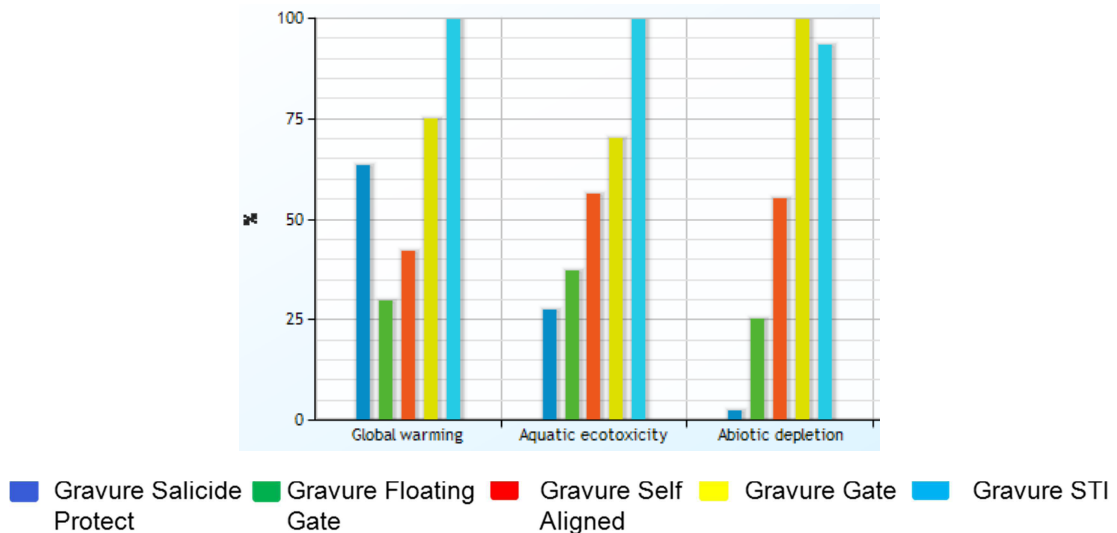 100
75
50
%
25
0
Global warming
Aquatic ecotoxicity
Abiotic depletion
Gravure Salicide Protect
Gravure Floating Gate
Gravure Self Aligned
Gravure Gate
Gravure STI